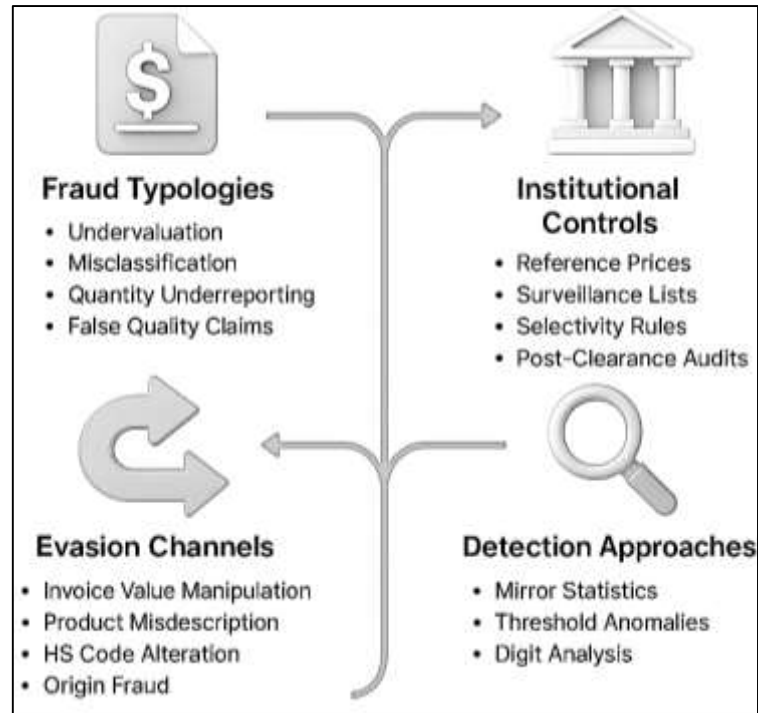 $
Fraud Typologies
• Undervaluation
• Misclassification
• Quantity Underreporting
• False Quality Claims
Institutional
Controls
• Reference Prices
• Surveillance Lists
• Selectivity Rules
• Post-Clearance Audits
Evasion Channels
• Invoice Value Manipulation
• Product Misdescription
• HS Code Alteration
• Origin Fraud
Detection Approaches
• Mirror Statistics
• Threshold Anomalies
• Digit Analysis